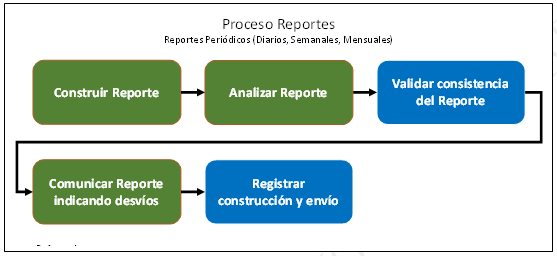 Proceso Reportes
Reportes Periódicos (Diarios, Semanales, Mensuales)
Construir Reporte
Analizar Reporte
Validar consistencia
del Reporte
Comunicar Reporte
indicando desvíos
Registrar
construcción y envío